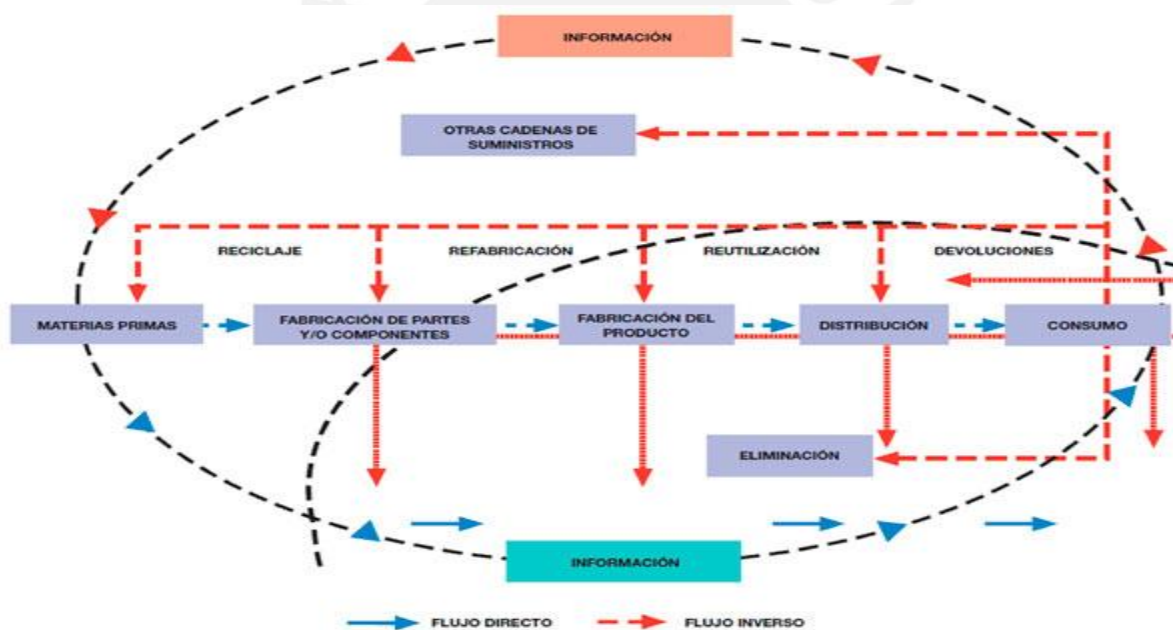 INFORMACIÓN
OTRAS CADENAS DE
SUMINISTROS
RECICLAJE
REFABRICACIÓN
REUTILIZACIÓN
DEVOLUCIONES
MATERIAS PRIMAS
FABRICACIÓN DE PARTES
Y/O COMPONENTES
FABRICACIÓN DEL
PRODUCTO
DISTRIBUCIÓN
CONSUMO
ELIMINACIÓN
INFORMACIÓN
FLUJO DIRECTO
FLUJO INVERSO